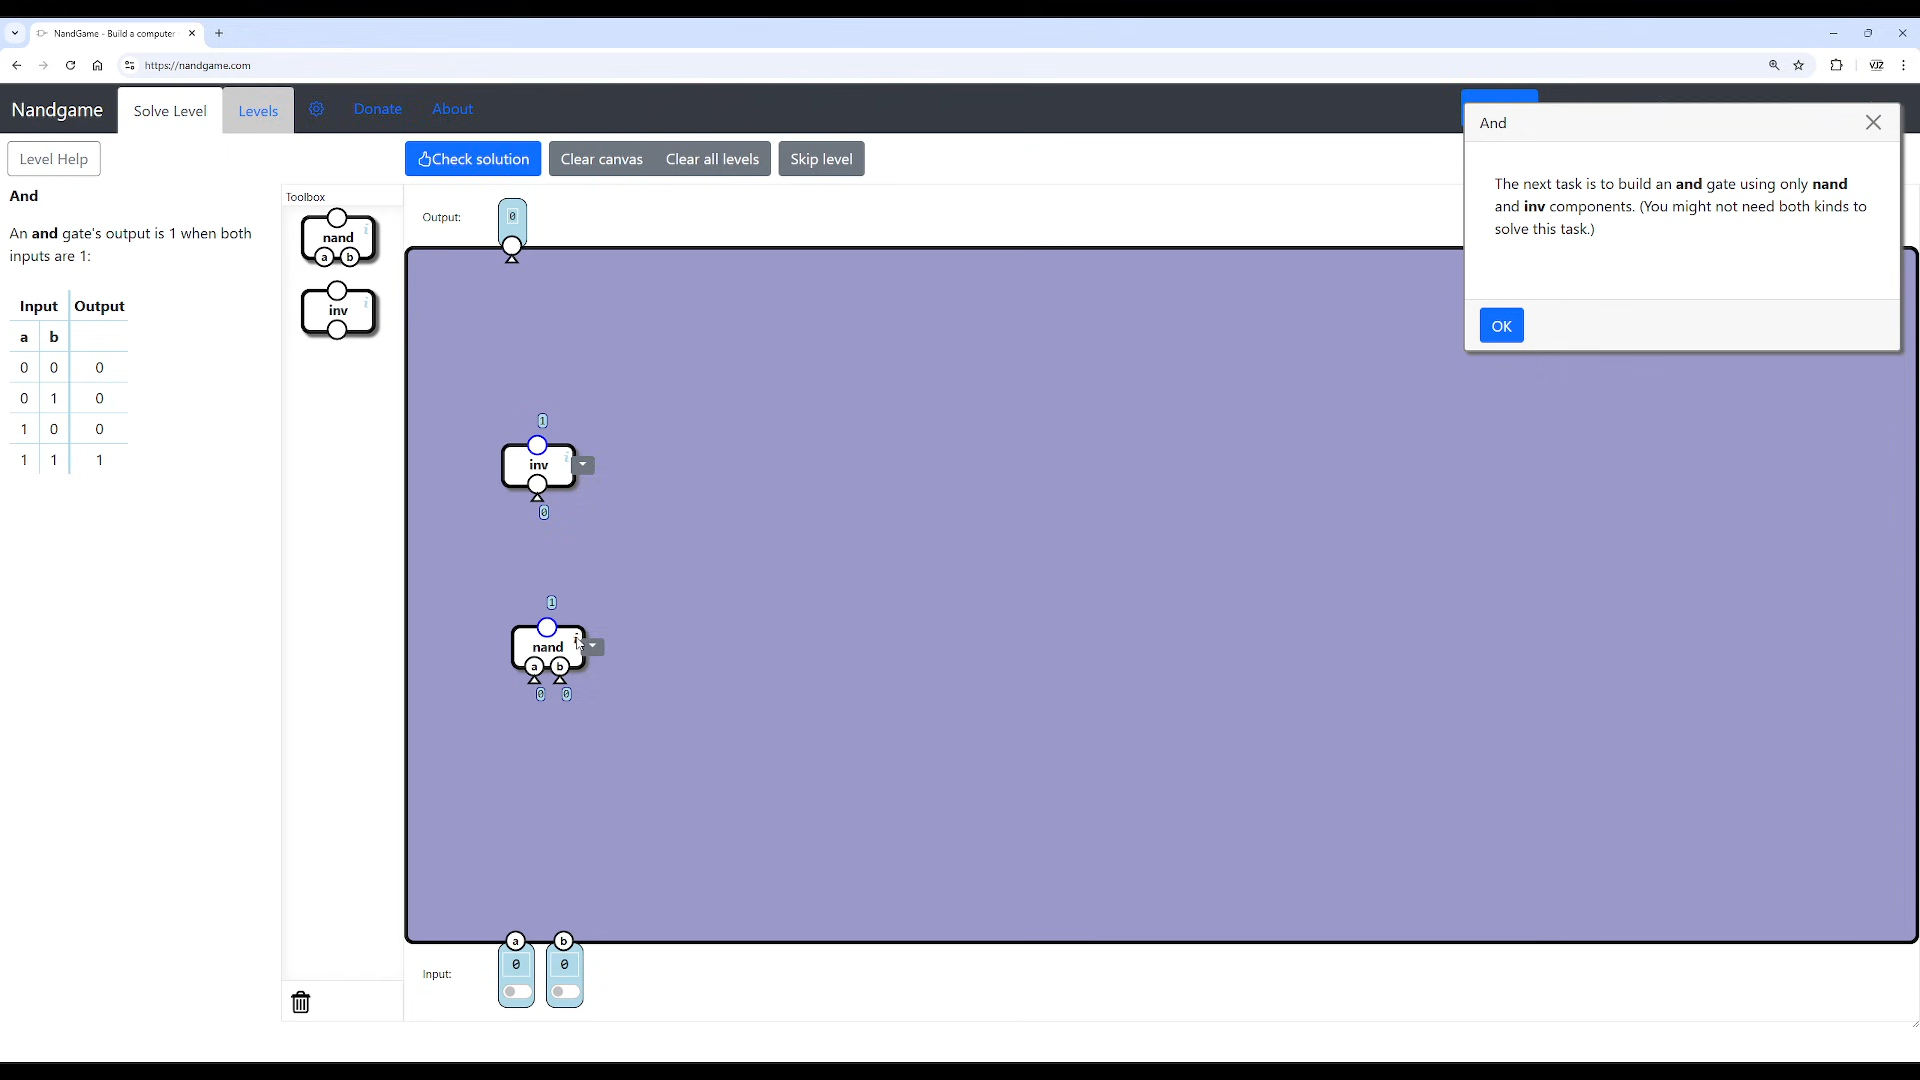 NandGame - Build a computer
https://nandgame.com
Nandgame
Solve Level
Levels
Donate
About
Level Help
Check solution
Clear canvas
Clear all levels
Skip level
And
An and gate's output is 1 when both
inputs are 1:
Input Output
a b
0 0 0
0 1 0
1 0 0
1 1 1
Toolbox
nand
i
a b
inv
i
Output:
0
1
inv
i
0
1
nand
a b
0 0
a b
Input:
0 0
And
The next task is to build an and gate using only nand
and inv components. (You might not need both kinds to
solve this task.)
OK